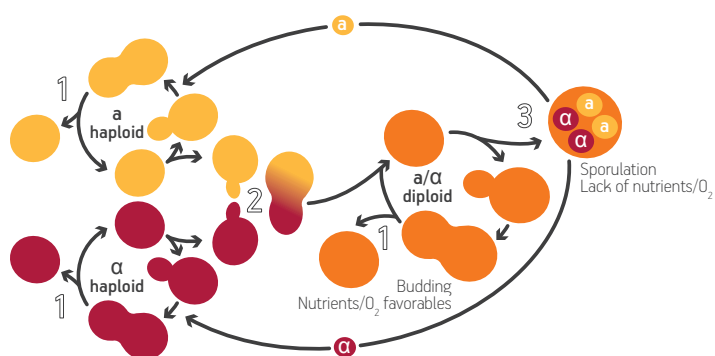 a
1
a
haploid
3
a
α
a
α
Sporulation
Lack of nutrients/O₂
2
a/α
diploid
1
α
haploid
1
Budding
Nutrients/O₂ favorables
α